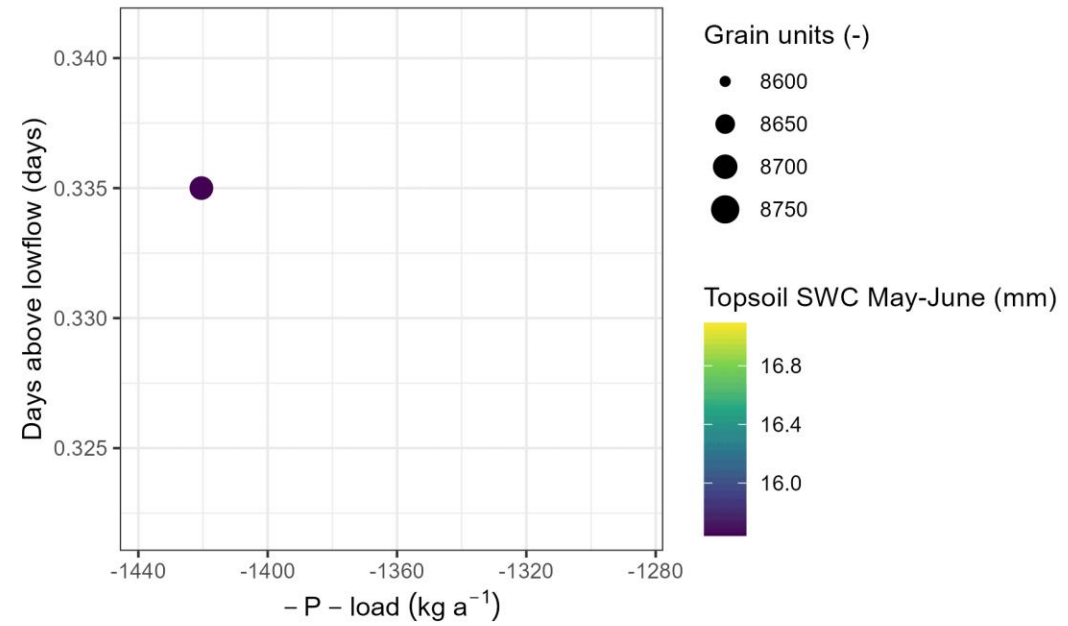 0.340
0.335
0.330
0.325
Days above lowflow (days)
-1440 -1400 -1360 -1320 -1280
– P – load (kg a⁻¹)
Grain units (-)
8600
8650
8700
8750
Topsoil SWC May-June (mm)
16.8
16.4
16.0